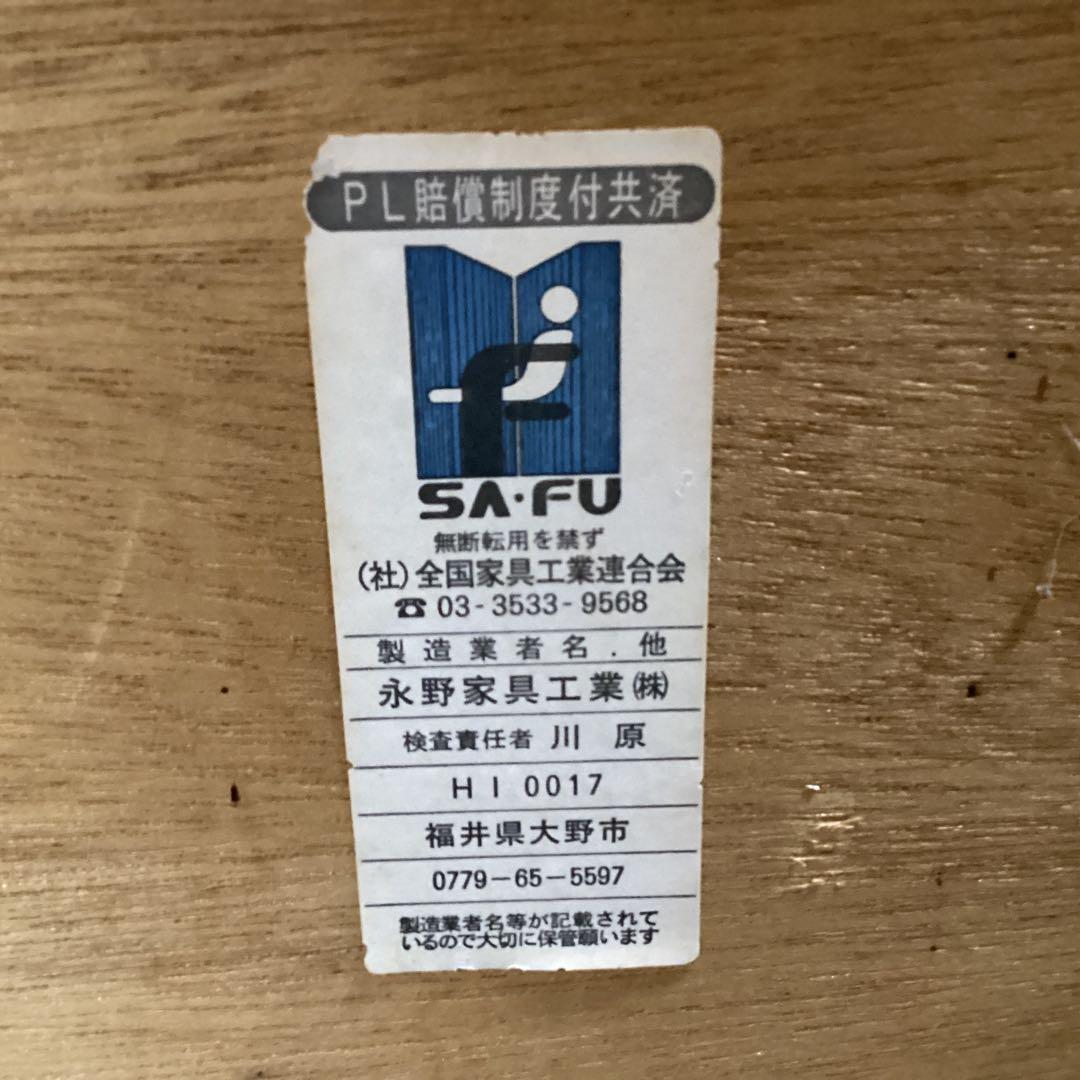 PL賠償制度付共済
SA・FU
無断転用を禁ず
(社)全国家具工業連合会
☎03-3533-9568
製造業者名.他
永野家具工業㈱
検査責任者 川 原
HI 0017
福井県大野市
0779-65-5597
製造業者名等が記載されて
いるので大切に保管願います